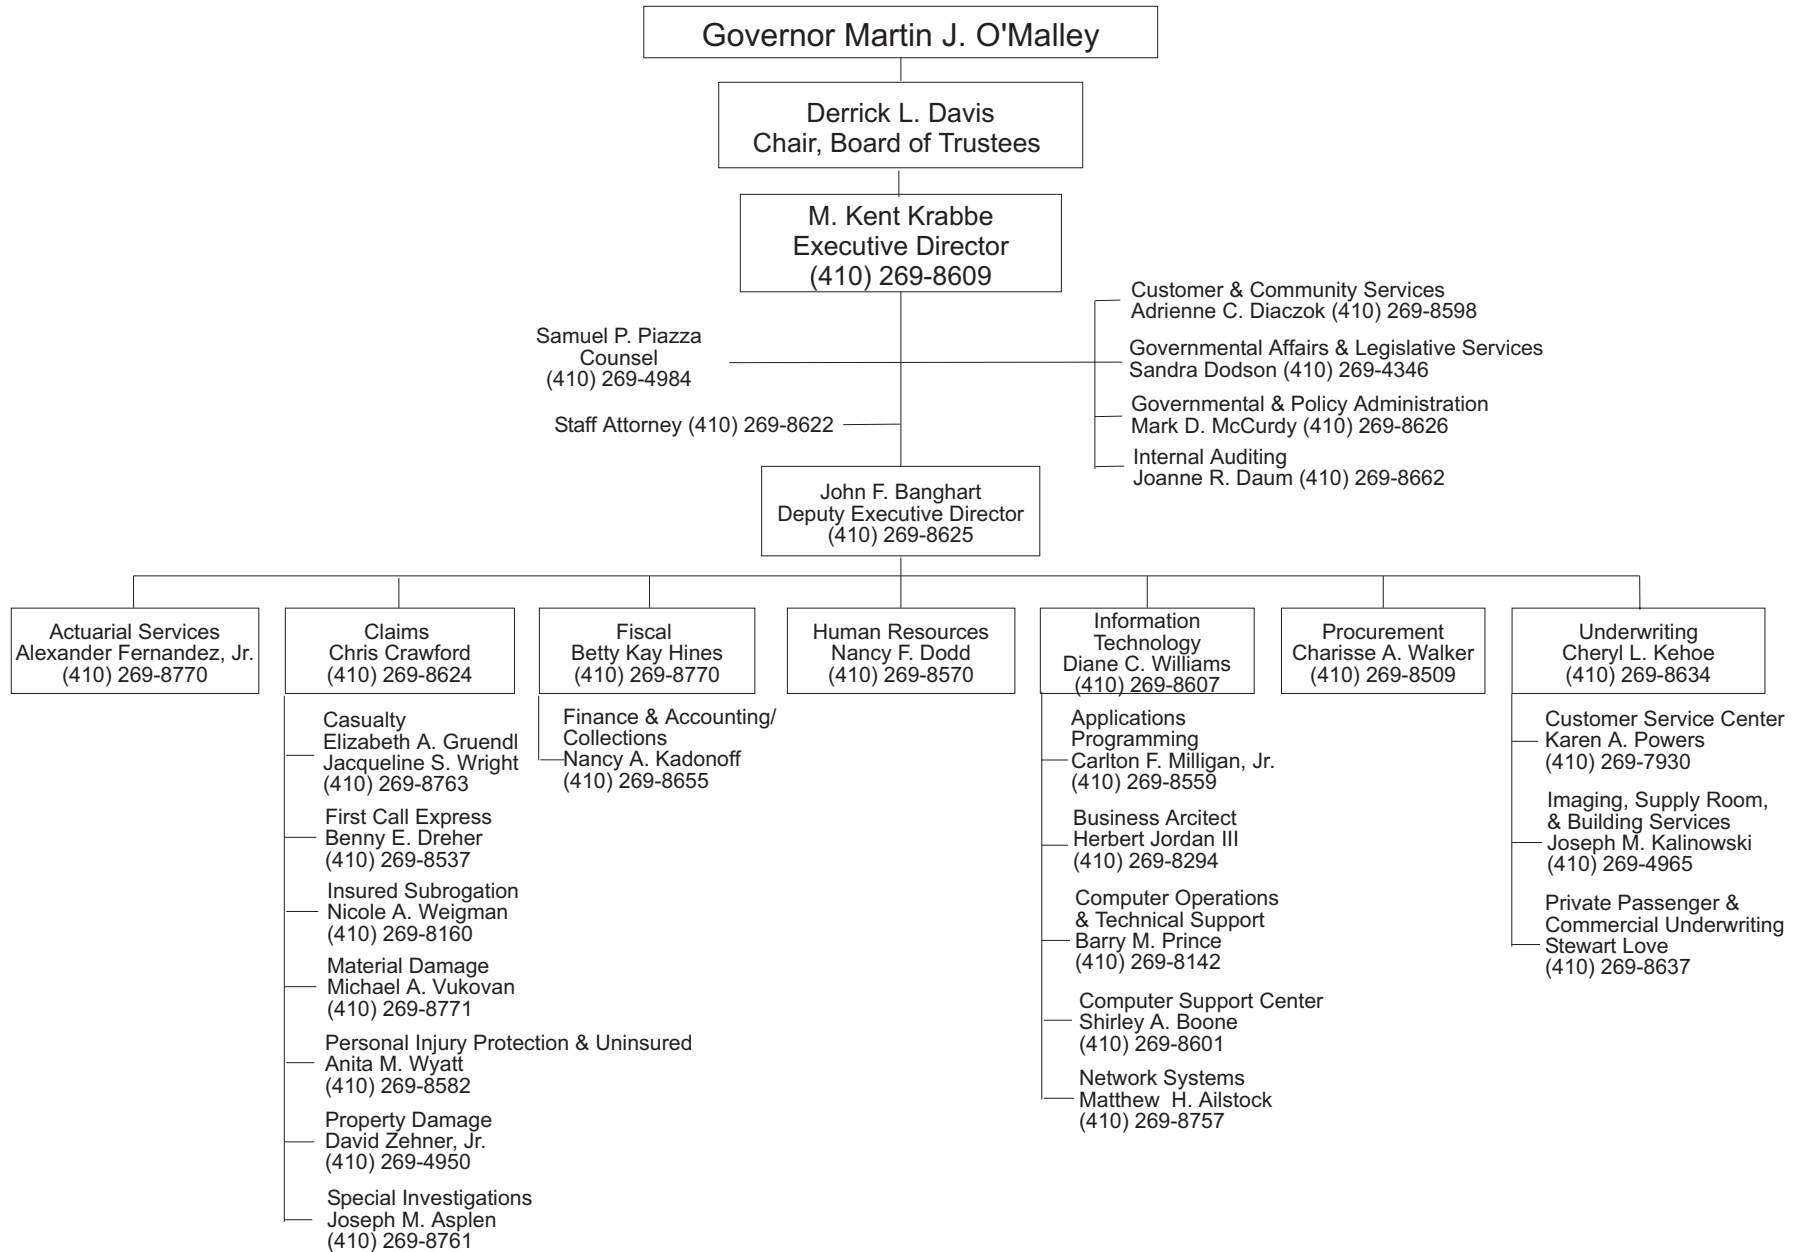 Governor Martin J. O'Malley
Derrick L. Davis
Chair, Board of Trustees
M. Kent Krabbe
Executive Director
(410) 269-8609
Samuel P. Piazza
Counsel
(410) 269-4984
Staff Attorney (410) 269-8622
Customer & Community Services
Adrienne C. Diaczok (410) 269-8598
Governmental Affairs & Legislative Services
Sandra Dodson (410) 269-4346
Governmental & Policy Administration
Mark D. McCurdy (410) 269-8626
Internal Auditing
Joanne R. Daum (410) 269-8662
John F. Banghart
Deputy Executive Director
(410) 269-8625
Actuarial Services
Alexander Fernandez, Jr.
(410) 269-8770
Claims
Chris Crawford
(410) 269-8624
Casualty
Elizabeth A. Gruendl
Jacqueline S. Wright
(410) 269-8763
First Call Express
Benny E. Dreher
(410) 269-8537
Insured Subrogation
Nicole A. Weigman
(410) 269-8160
Material Damage
Michael A. Vukovan
(410) 269-8771
Personal Injury Protection & Uninsured
Anita M. Wyatt
(410) 269-8582
Property Damage
David Zehner, Jr.
(410) 269-4950
Special Investigations
Joseph M. Asplen
(410) 269-8761
Fiscal
Betty Kay Hines
(410) 269-8770
Finance & Accounting/
Collections
Nancy A. Kadonoff
(410) 269-8655
Human Resources
Nancy F. Dodd
(410) 269-8570
Information
Technology
Diane C. Williams
(410) 269-8607
Applications
Programming
Carlton F. Milligan, Jr.
(410) 269-8559
Business Arcitect
Herbert Jordan III
(410) 269-8294
Computer Operations
& Technical Support
Barry M. Prince
(410) 269-8142
Computer Support Center
Shirley A. Boone
(410) 269-8601
Network Systems
Matthew H. Ailstock
(410) 269-8757
Procurement
Charisse A. Walker
(410) 269-8509
Underwriting
Cheryl L. Kehoe
(410) 269-8634
Customer Service Center
Karen A. Powers
(410) 269-7930
Imaging, Supply Room,
& Building Services
Joseph M. Kalinowski
(410) 269-4965
Private Passenger &
Commercial Underwriting
Stewart Love
(410) 269-8637